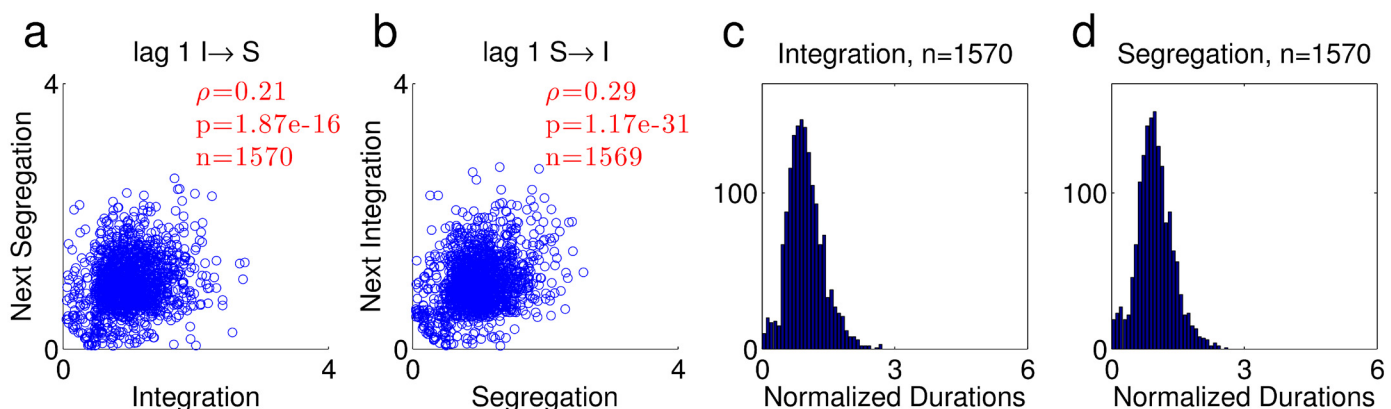 a
lag 1 I→ S
4
ρ=0.21
p=1.87e-16
n=1570
Next Segregation
0
0
4
Integration
b
lag 1 S→ I
4
ρ=0.29
p=1.17e-31
n=1569
Next Integration
0
0
4
Segregation
c
Integration, n=1570
100
0
0
3
6
Normalized Durations
d
Segregation, n=1570
100
0
0
3
6
Normalized Durations